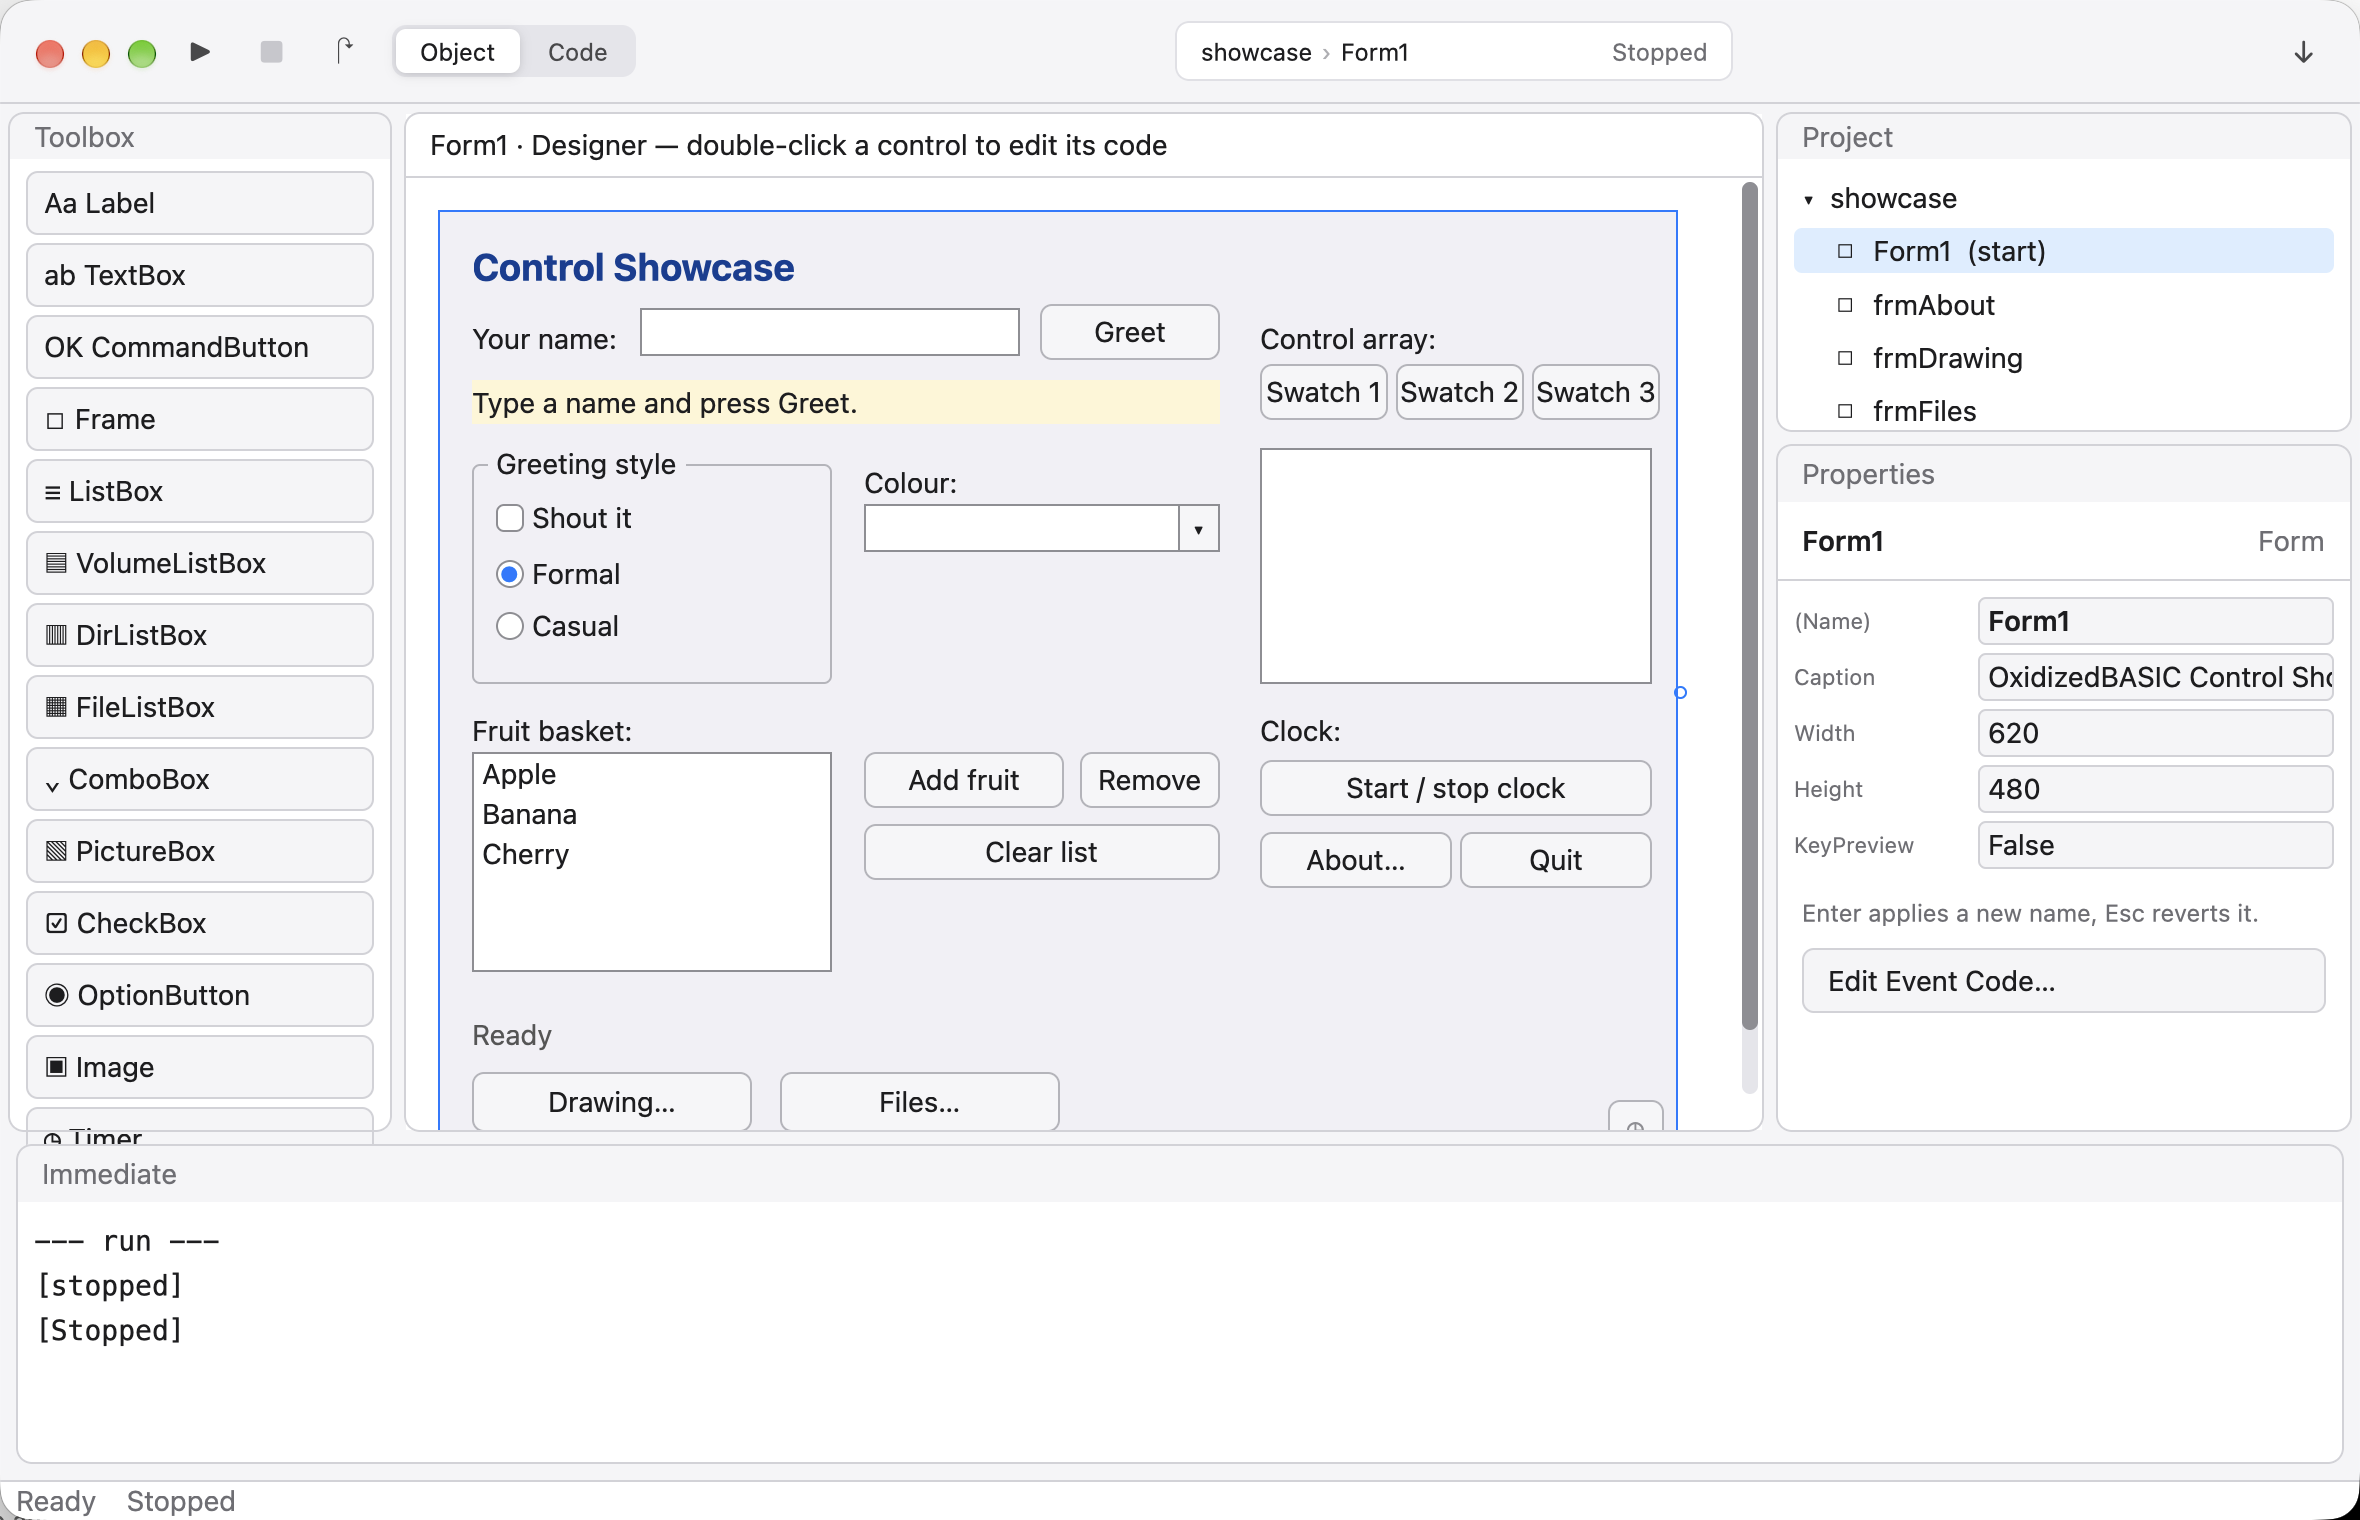 Object
Code
showcase › Form1
Stopped
Toolbox
Aa Label
ab TextBox
OK CommandButton
Frame
ListBox
VolumeListBox
DirListBox
FileListBox
ComboBox
PictureBox
CheckBox
OptionButton
Image
Timer
Form1 · Designer — double-click a control to edit its code
Control Showcase
Your name:
Greet
Control array:
Type a name and press Greet.
Swatch 1
Swatch 2
Swatch 3
Greeting style
Shout it
Formal
Casual
Colour:
Fruit basket:
Apple
Banana
Cherry
Add fruit
Remove
Clear list
Clock:
Start / stop clock
About...
Quit
Ready
Drawing...
Files...
Project
showcase
Form1 (start)
frmAbout
frmDrawing
frmFiles
Properties
Form1
Form
(Name)
Form1
Caption
OxidizedBASIC Control Sho
Width
620
Height
480
KeyPreview
False
Enter applies a new name, Esc reverts it.
Edit Event Code...
Immediate
--- run ---
[stopped]
[Stopped]
Ready
Stopped